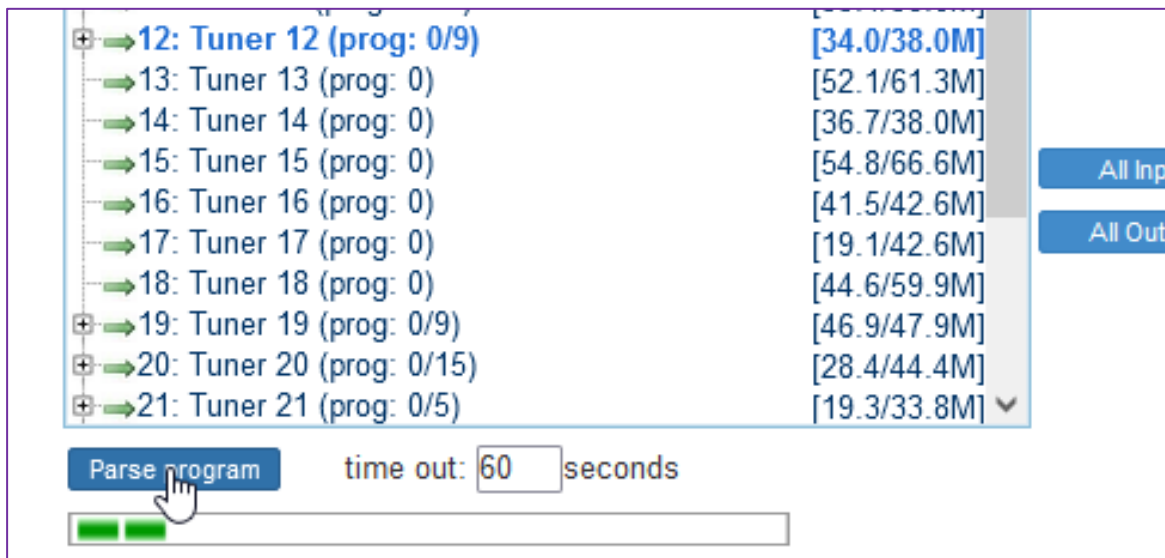 12: Tuner 12 (prog: 0/9) [34.0/38.0M]
13: Tuner 13 (prog: 0) [52.1/61.3M]
14: Tuner 14 (prog: 0) [36.7/38.0M]
15: Tuner 15 (prog: 0) [54.8/66.6M]
16: Tuner 16 (prog: 0) [41.5/42.6M]
17: Tuner 17 (prog: 0) [19.1/42.6M]
18: Tuner 18 (prog: 0) [44.6/59.9M]
19: Tuner 19 (prog: 0/9) [46.9/47.9M]
20: Tuner 20 (prog: 0/15) [28.4/44.4M]
21: Tuner 21 (prog: 0/5) [19.3/33.8M]
All Inp
All Out
Parse program time out: 60 seconds